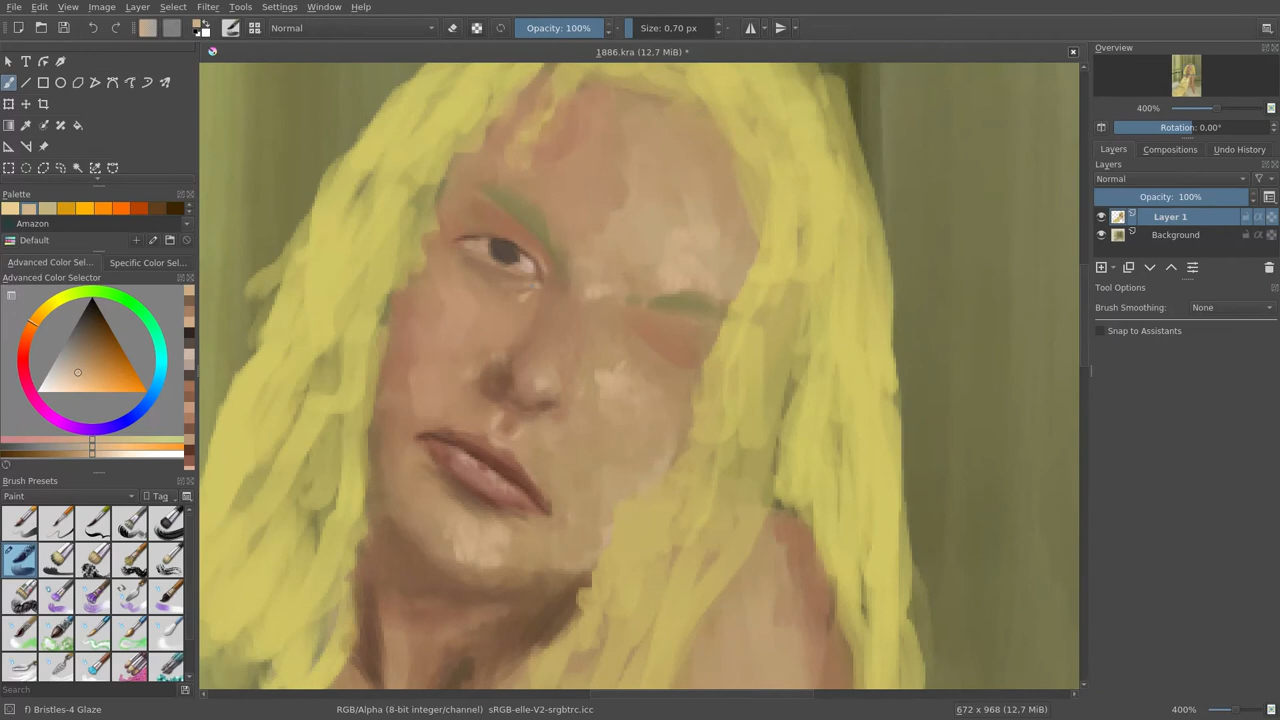 File Edit View Image Layer Select Filter Tools Settings Window Help
Normal
Opacity: 100%
Size: 0,70 px
1886.kra (12,7 MiB) *
Overview
400%
Rotation: 0,00°
Layers Compositions Undo History
Layers
Normal
Opacity: 100%
Layer 1
Background
Tool Options
Brush Smoothing: None
Snap to Assistants
Palette
Amazon
Default
Advanced Color Sel... Specific Color Sel...
Advanced Color Selector
Brush Presets
Paint
Tag
Search
f) Bristles-4 Glaze
RGB/Alpha (8-bit integer/channel) sRGB-elle-V2-srgbtrc.icc
672 x 968 (12,7 MiB)
400%